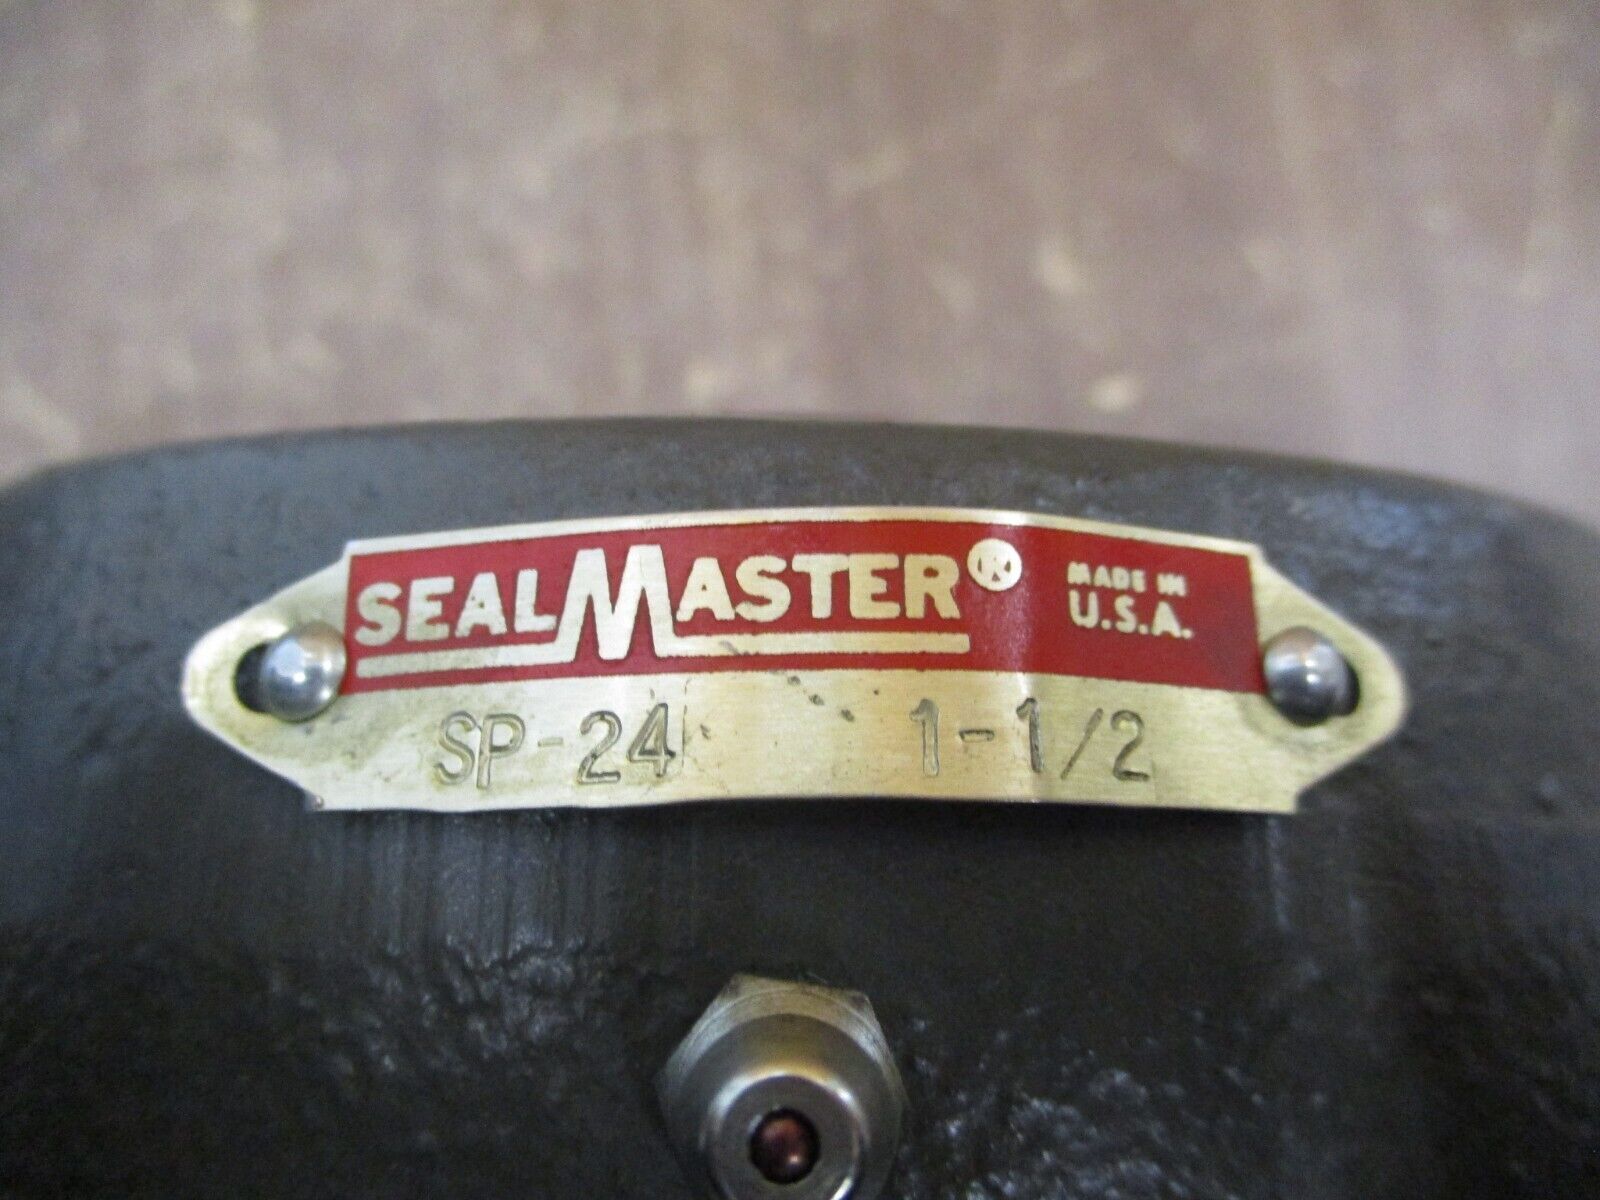 SEALMASTER® MADE IN
U.S.A.
SP-24 1-1/2